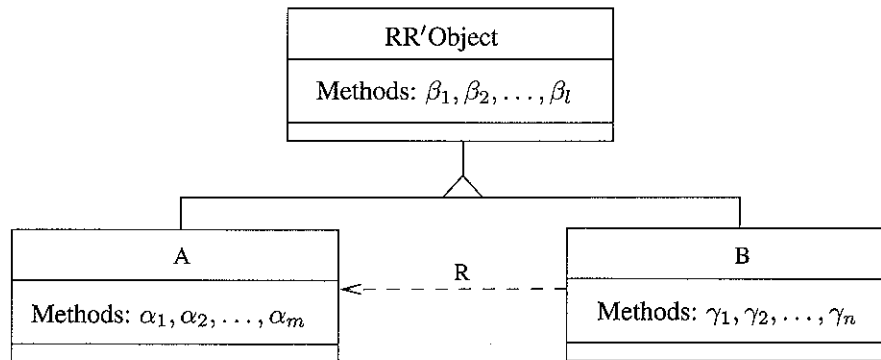 RR′Object
Methods: β₁, β₂, . . . , βₗ
A
Methods: α₁, α₂, . . . , αₘ
R
B
Methods: γ₁, γ₂, . . . , γₙ